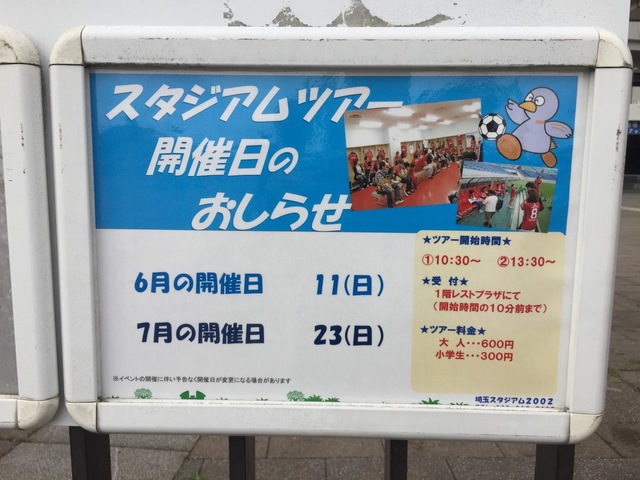 スタジアムツアー
開催日の
おしらせ
6月の開催日 11(日)
7月の開催日 23(日)
※イベントの開催に伴い予告なく開催日が変更になる場合があります
★ツアー開始時間★
①10:30～ ②13:30～
★受 付★
1階レストプラザにて
(開始時間の10分前まで)
★ツアー料金★
大 人･･･600円
小学生･･･300円
埼玉スタジアム2002